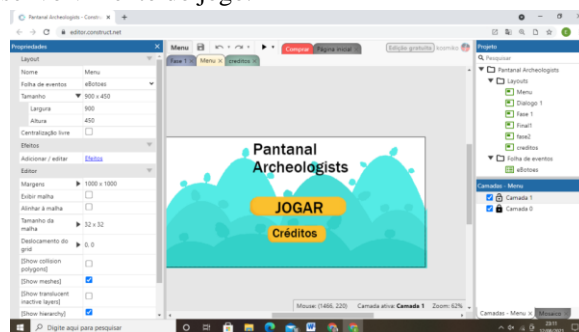 Pantanal Archeologists - Constru
editor.construct.net
Propriedades
Layout
Nome Menu
Folha de eventos eBotoes
Tamanho 900 x 450
Largura 900
Altura 450
Centralização livre
Efeitos
Adicionar / editar Efeitos
Editor
Margens 1000 x 1000
Exibir malha
Alinhar à malha
Tamanho da malha 32 x 32
Deslocamento do grid 0, 0
[Show collision polygons]
[Show meshes]
[Show translucent inactive layers]
[Show hierarchy]
Menu Comprar Página inicial Edição gratuita kosmiko
Fase 1 Menu creditos
Pantanal
Archeologists
JOGAR
Créditos
Mouse: (1466, 220) Camada ativa: Camada 1 Zoom: 62%
Projeto
Pesquisar
Pantanal Archeologists
Layouts
Menu
Dialogo 1
Fase 1
Final1
fase2
creditos
Folha de eventos
eBotoes
Camadas - Menu
Camada 1
Camada 0
Camadas - Menu Mosaico
Digite aqui para pesquisar
23:11